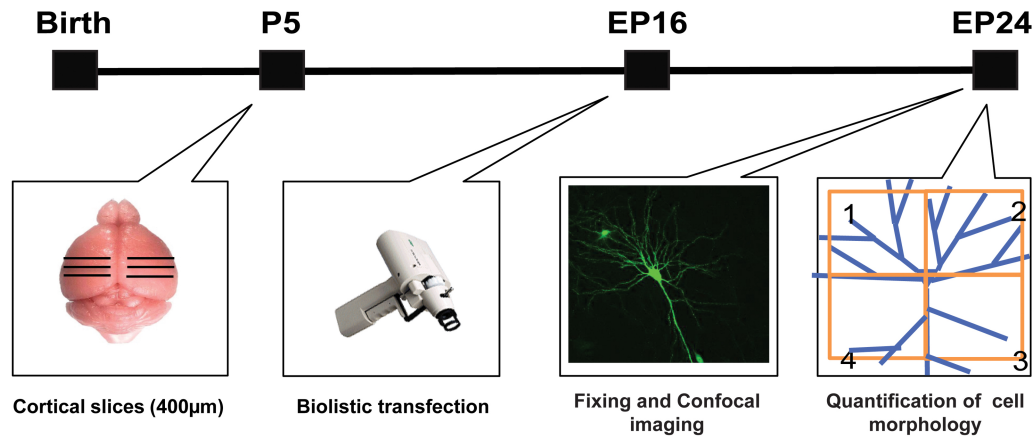 Birth P5 EP16 EP24
1 2
4 3
Cortical slices (400µm)
Biolistic transfection
Fixing and Confocal
imaging
Quantification of cell
morphology